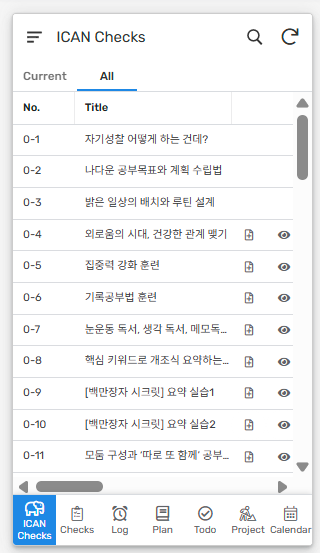 ICAN Checks
Current All
No. Title
0-1 자기성찰 어떻게 하는 건데?
0-2 나다운 공부목표와 계획 수립법
0-3 밝은 일상의 배치와 루틴 설계
0-4 외로움의 시대, 건강한 관계 맺기
0-5 집중력 강화 훈련
0-6 기록공부법 훈련
0-7 눈운동 독서, 생각 독서, 메모독...
0-8 핵심 키워드로 개조식 요약하는...
0-9 [백만장자 시크릿] 요약 실습1
0-10 [백만장자 시크릿] 요약 실습2
0-11 모둠 구성과 '따로 또 함께' 공부...
ICAN Checks
Checks
Log
Plan
Todo
Project
Calendar